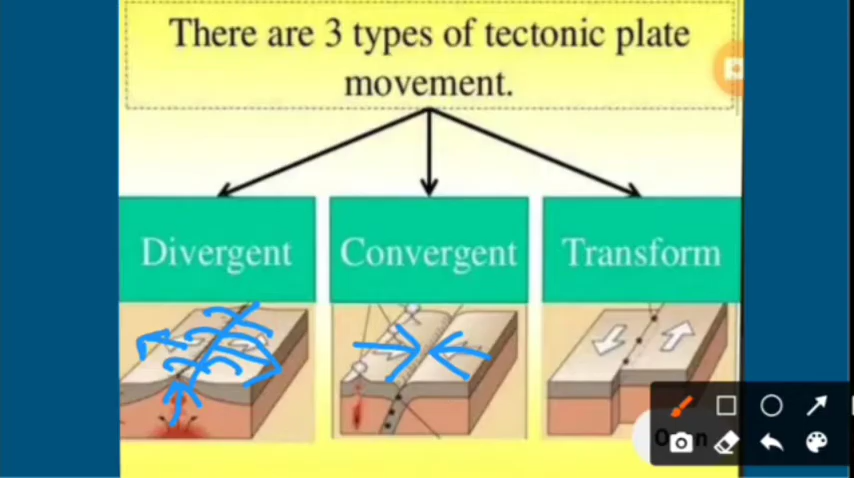 There are 3 types of tectonic plate
movement.
Divergent
Convergent
Transform